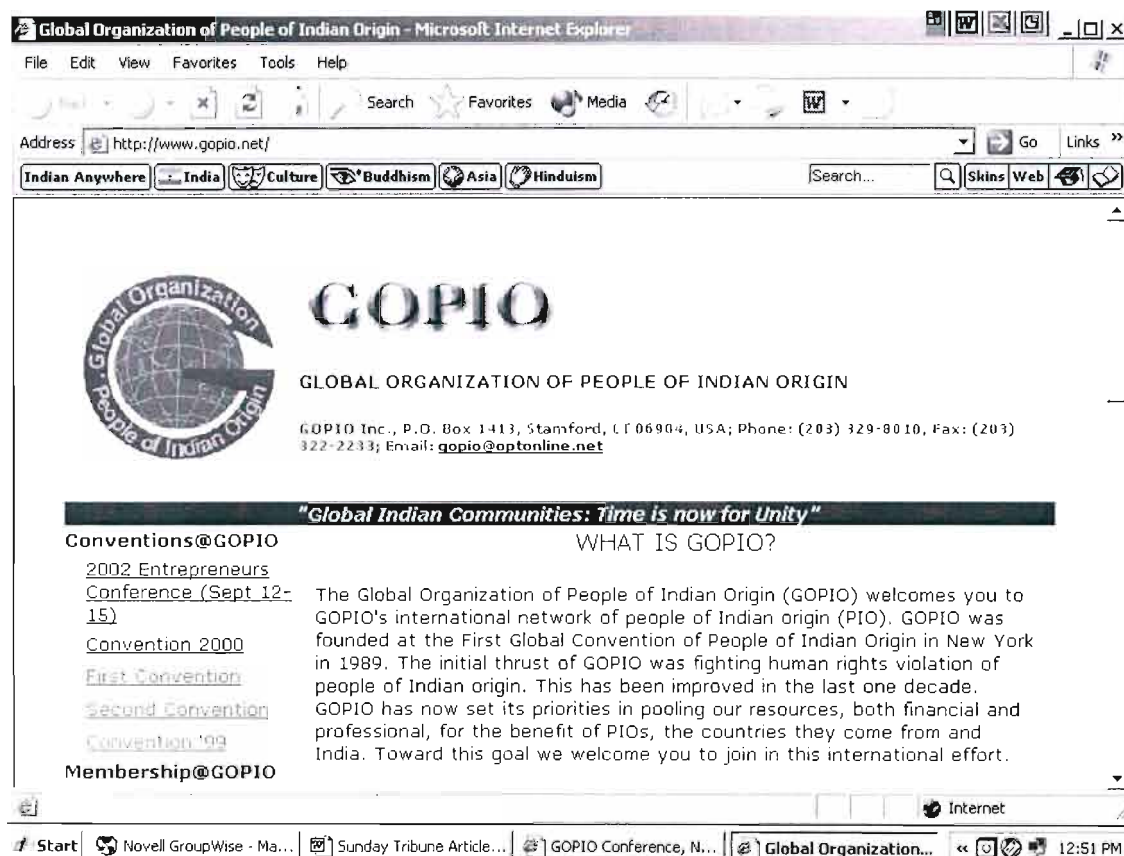 Global Organization of People of Indian Origin - Microsoft Internet Explorer
File Edit View Favorites Tools Help
Search Favorites Media
Address http://www.gopio.net/ Go Links »
Indian Anywhere India Culture Buddhism Asia Hinduism Search... Skins Web
Global Organization
People of Indian Origin
GOPIO
GLOBAL ORGANIZATION OF PEOPLE OF INDIAN ORIGIN
GOPIO Inc., P.O. Box 1413, Stamford, CT 06904, USA; Phone: (203) 329-8010, Fax: (203)
322-2233; Email: gopio@optonline.net
"Global Indian Communities: Time is now for Unity"
Conventions@GOPIO
2002 Entrepreneurs
Conference (Sept 12-
15)
Convention 2000
First Convention
Second Convention
Convention '99
Membership@GOPIO
WHAT IS GOPIO?
The Global Organization of People of Indian Origin (GOPIO) welcomes you to
GOPIO's international network of people of Indian origin (PIO). GOPIO was
founded at the First Global Convention of People of Indian Origin in New York
in 1989. The initial thrust of GOPIO was fighting human rights violation of
people of Indian origin. This has been improved in the last one decade.
GOPIO has now set its priorities in pooling our resources, both financial and
professional, for the benefit of PIOs, the countries they come from and
India. Toward this goal we welcome you to join in this international effort.
Internet
Start Novell GroupWise - Ma... Sunday Tribune Article... GOPIO Conference, N... Global Organization... « 12:51 PM